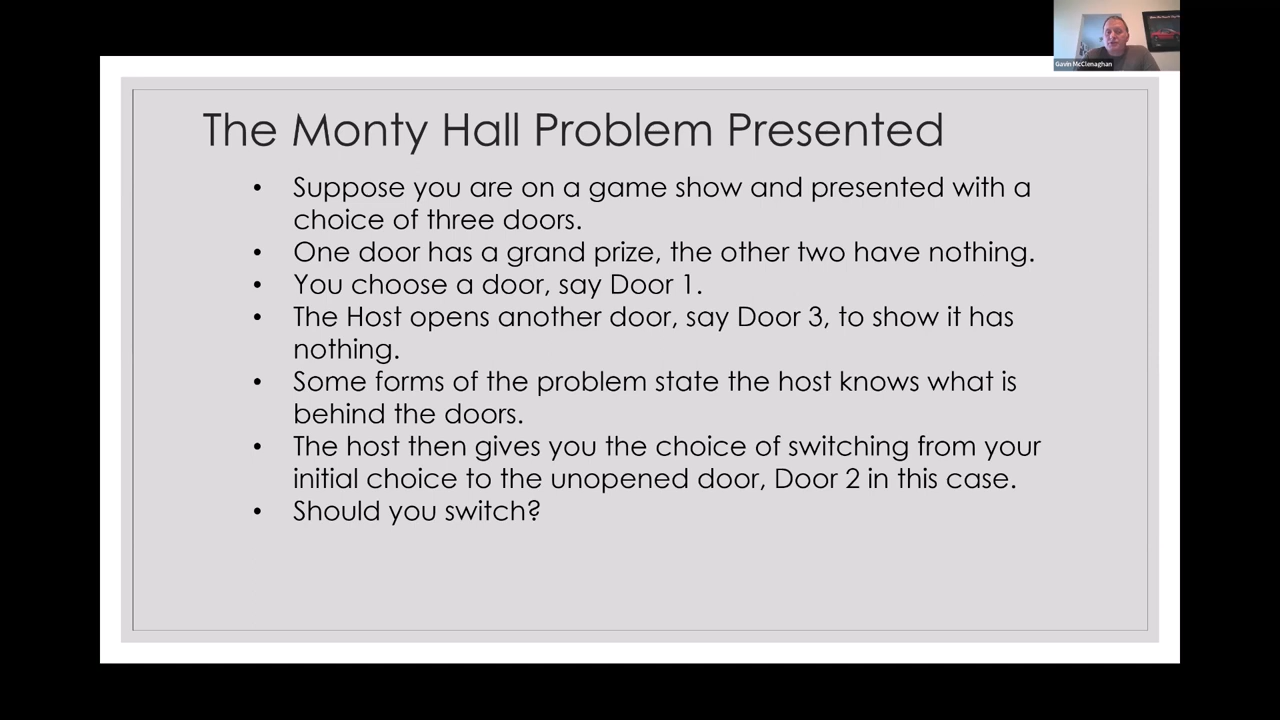 The Monty Hall Problem Presented
• Suppose you are on a game show and presented with a
choice of three doors.
• One door has a grand prize, the other two have nothing.
• You choose a door, say Door 1.
• The Host opens another door, say Door 3, to show it has
nothing.
• Some forms of the problem state the host knows what is
behind the doors.
• The host then gives you the choice of switching from your
initial choice to the unopened door, Door 2 in this case.
• Should you switch?
Gavin McClenaghan